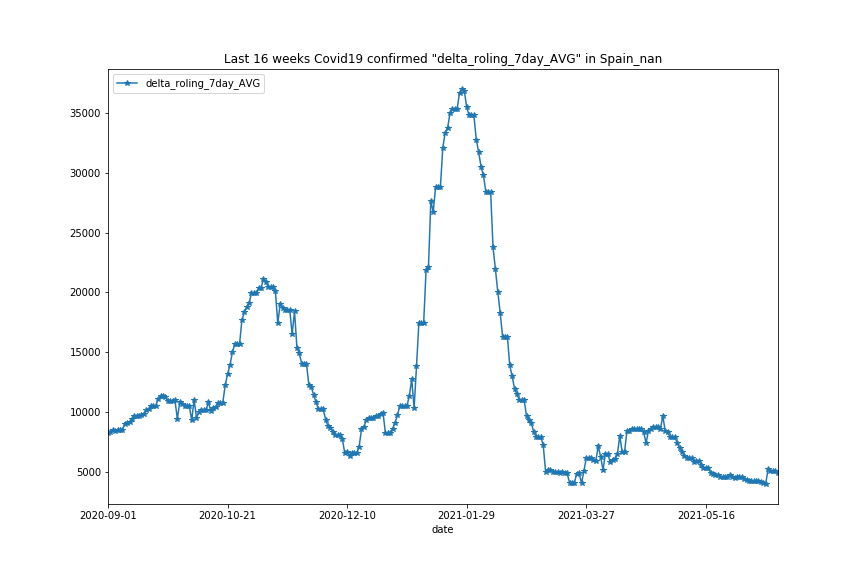 Last 16 weeks Covid19 confirmed "delta_roling_7day_AVG" in Spain_nan
delta_roling_7day_AVG
35000
30000
25000
20000
15000
10000
5000
2020-09-01 2020-10-21 2020-12-10 2021-01-29 2021-03-27 2021-05-16
date